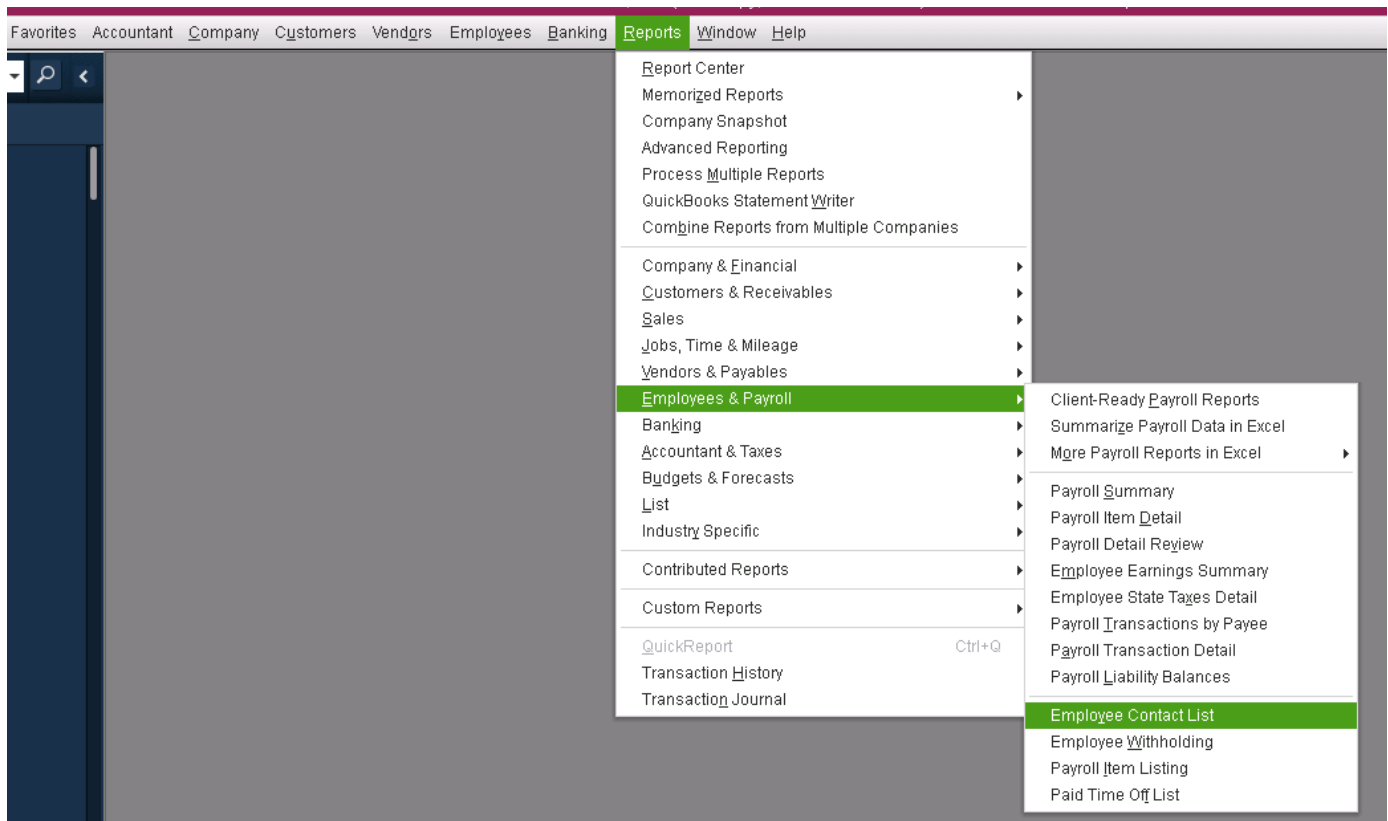 Favorites Accountant Company Customers Vendors Employees Banking Reports Window Help
Report Center
Memorized Reports
Company Snapshot
Advanced Reporting
Process Multiple Reports
QuickBooks Statement Writer
Combine Reports from Multiple Companies
Company & Financial
Customers & Receivables
Sales
Jobs, Time & Mileage
Vendors & Payables
Employees & Payroll
Banking
Accountant & Taxes
Budgets & Forecasts
List
Industry Specific
Contributed Reports
Custom Reports
QuickReport Ctrl+Q
Transaction History
Transaction Journal
Client-Ready Payroll Reports
Summarize Payroll Data in Excel
More Payroll Reports in Excel
Payroll Summary
Payroll Item Detail
Payroll Detail Review
Employee Earnings Summary
Employee State Taxes Detail
Payroll Transactions by Payee
Payroll Transaction Detail
Payroll Liability Balances
Employee Contact List
Employee Withholding
Payroll Item Listing
Paid Time Off List